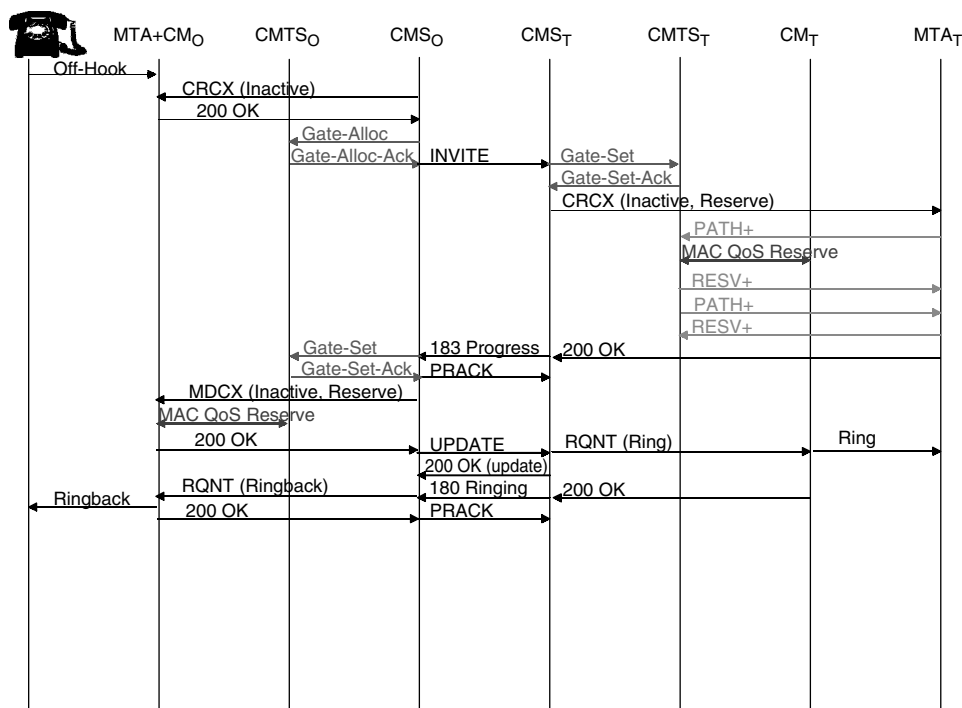 MTA+CMO CMTSO CMSO CMST CMTST CMT MTAT
Off-Hook
CRCX (Inactive)
200 OK
Gate-Alloc
Gate-Alloc-Ack INVITE Gate-Set
Gate-Set-Ack
CRCX (Inactive, Reserve)
PATH+
MAC QoS Reserve
RESV+
PATH+
RESV+
Gate-Set 183 Progress 200 OK
Gate-Set-Ack PRACK
MDCX (Inactive, Reserve)
MAC QoS Reserve
200 OK UPDATE RQNT (Ring) Ring
200 OK (update)
RQNT (Ringback) 180 Ringing 200 OK
Ringback
200 OK PRACK